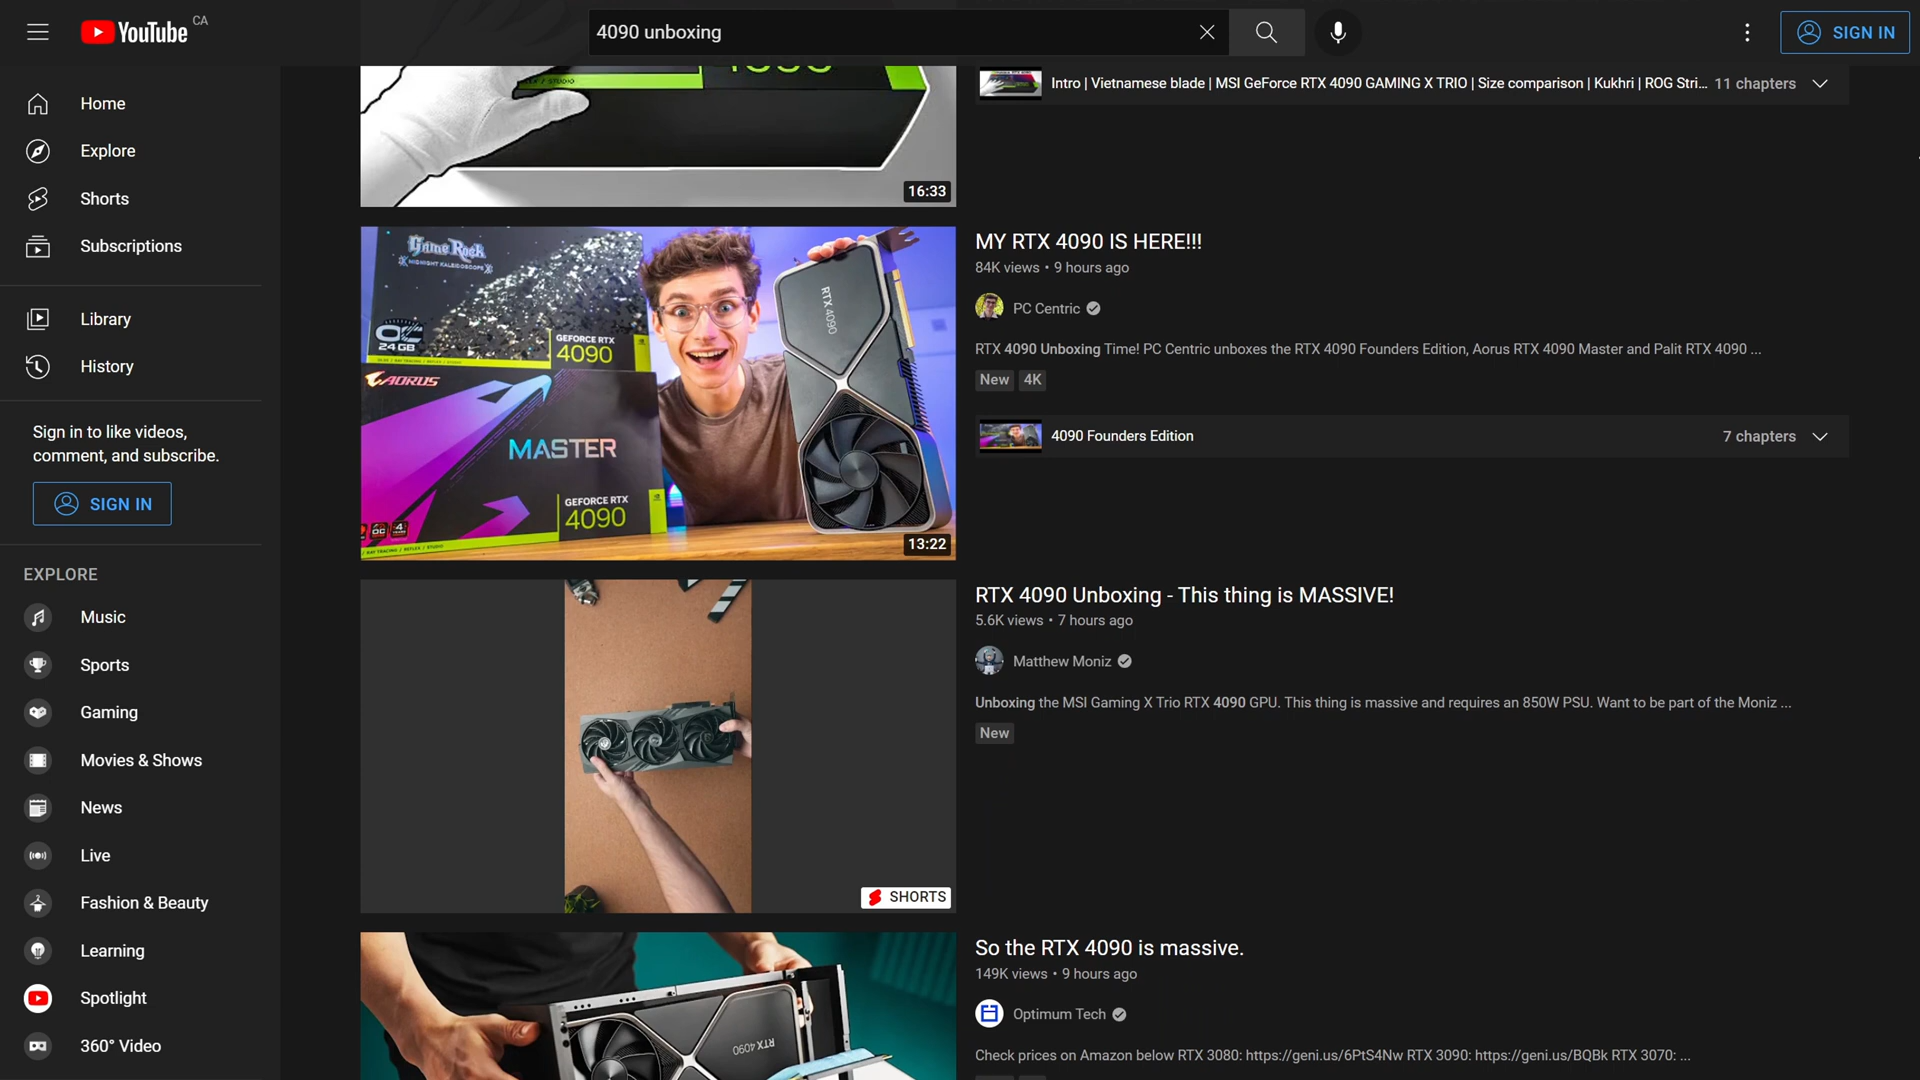 YouTube CA
4090 unboxing
SIGN IN
Home
Explore
Shorts
Subscriptions
Library
History
Sign in to like videos,
comment, and subscribe.
SIGN IN
EXPLORE
Music
Sports
Gaming
Movies & Shows
News
Live
Fashion & Beauty
Learning
Spotlight
360° Video
16:33
Intro | Vietnamese blade | MSI GeForce RTX 4090 GAMING X TRIO | Size comparison | Kukhri | ROG Stri... 11 chapters
GameRock
MIDNIGHT KALEIDOSCOPE
OC
24GB
GEFORCE RTX
4090
AORUS
MASTER
GEFORCE RTX
4090
RTX 4090
13:22
MY RTX 4090 IS HERE!!!
84K views • 9 hours ago
PC Centric
RTX 4090 Unboxing Time! PC Centric unboxes the RTX 4090 Founders Edition, Aorus RTX 4090 Master and Palit RTX 4090 ...
New 4K
4090 Founders Edition 7 chapters
SHORTS
RTX 4090 Unboxing - This thing is MASSIVE!
5.6K views • 7 hours ago
Matthew Moniz
Unboxing the MSI Gaming X Trio RTX 4090 GPU. This thing is massive and requires an 850W PSU. Want to be part of the Moniz ...
New
RTX 4090
So the RTX 4090 is massive.
149K views • 9 hours ago
Optimum Tech
Check prices on Amazon below RTX 3080: https://geni.us/6PtS4Nw RTX 3090: https://geni.us/BQBk RTX 3070: ...